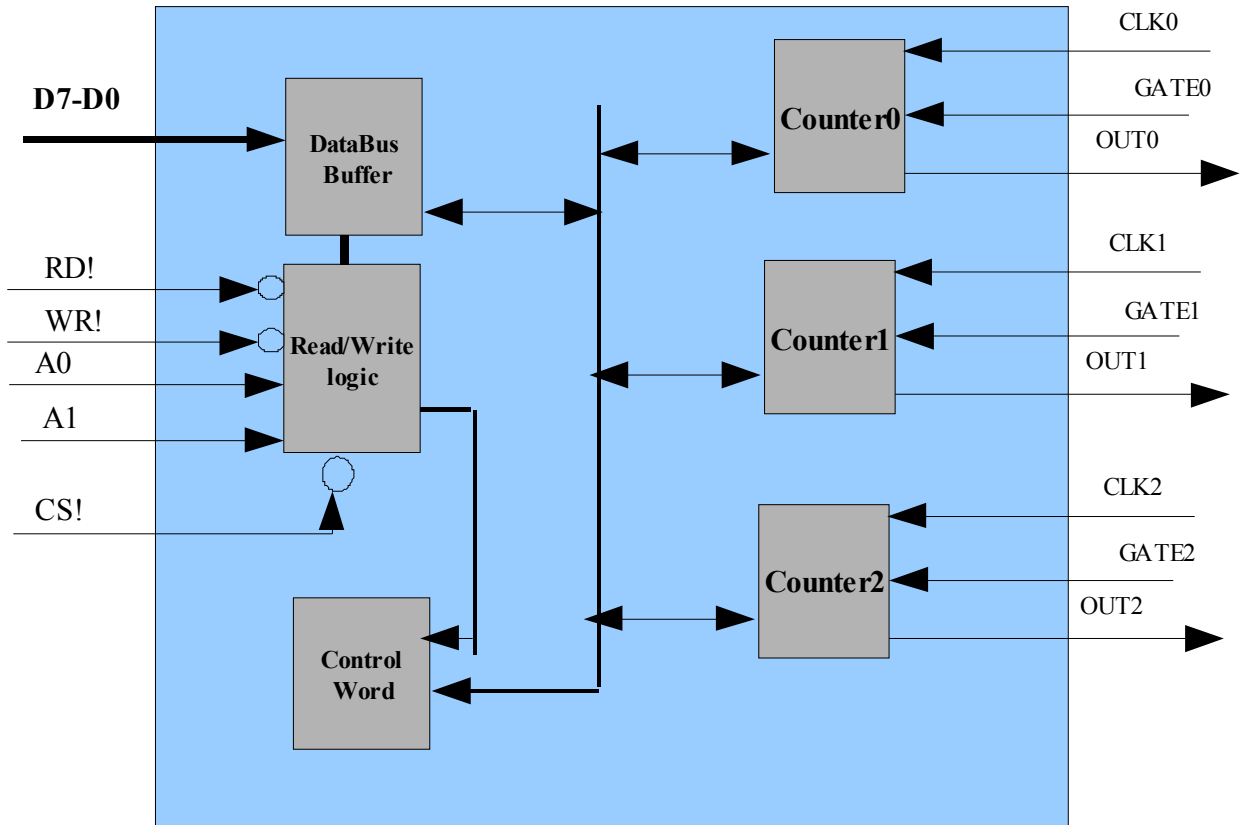 D7-D0
RD!
WR!
A0
A1
CS!
DataBus
Buffer
Read/Write
logic
Control
Word
Counter0
CLK0
GATE0
OUT0
Counter1
CLK1
GATE1
OUT1
Counter2
CLK2
GATE2
OUT2